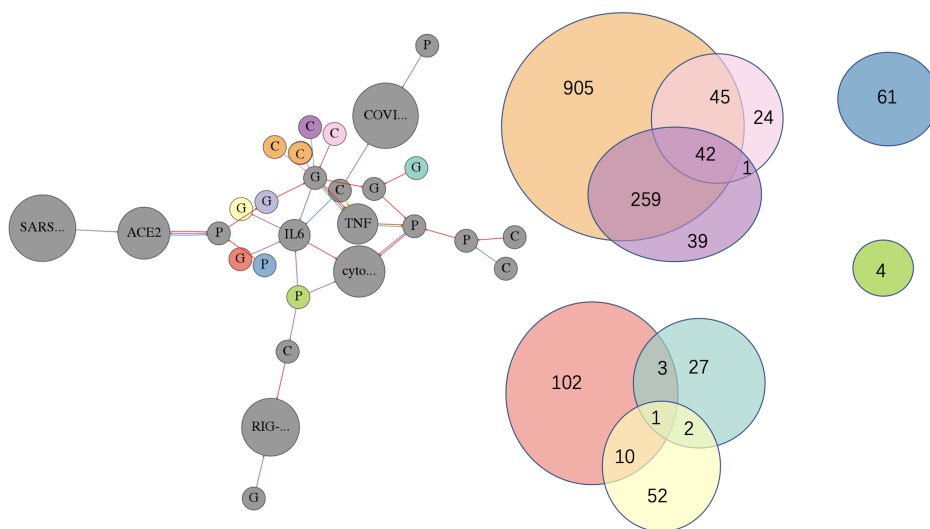 P
COVI...
C
C
C
C
G
G
C
G
G
G
SARS...
ACE2
P
IL6
TNF
P
P
C
G
P
cyto...
C
P
C
RIG-...
G
905
45
24
42
1
259
39
61
4
102
3
27
1
2
10
52